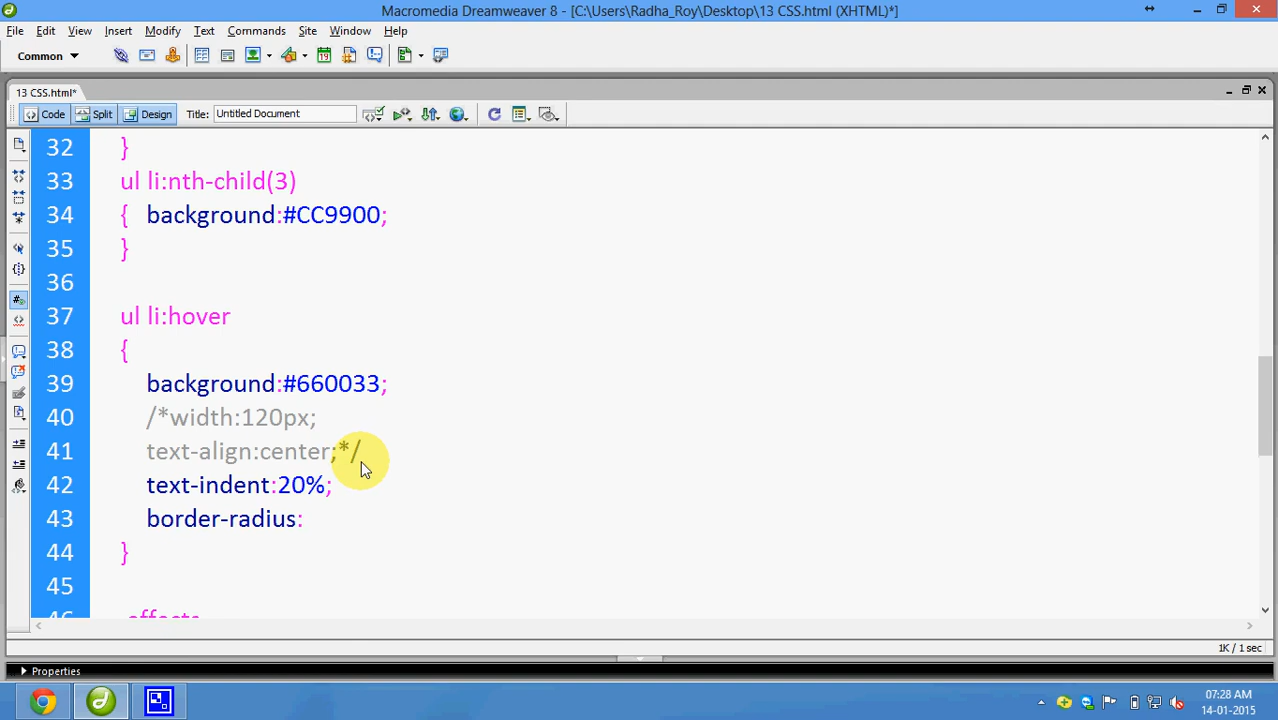 Macromedia Dreamweaver 8 - [C:\Users\Radha_Roy\Desktop\13 CSS.html (XHTML)*]
File Edit View Insert Modify Text Commands Site Window Help
Common
13 CSS.html*
Code Split Design Title: Untitled Document
32 }
33 ul li:nth-child(3)
34 { background:#CC9900;
35 }
36
37 ul li:hover
38 {
39 background:#660033;
40 /*width:120px;
41 text-align:center;*/
42 text-indent:20%;
43 border-radius:
44 }
45
46 .effects
1K / 1 sec
Properties
07:28 AM
14-01-2015